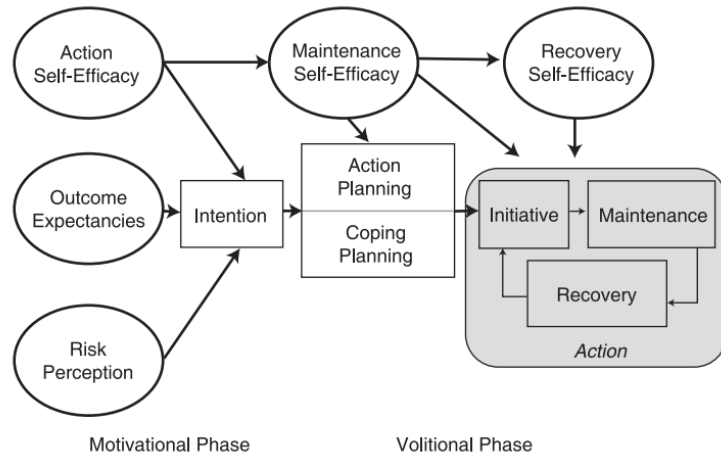 Action
Self-Efficacy
Maintenance
Self-Efficacy
Recovery
Self-Efficacy
Outcome
Expectancies
Intention
Action
Planning
Coping
Planning
Initiative
Maintenance
Recovery
Action
Risk
Perception
Motivational Phase
Volitional Phase